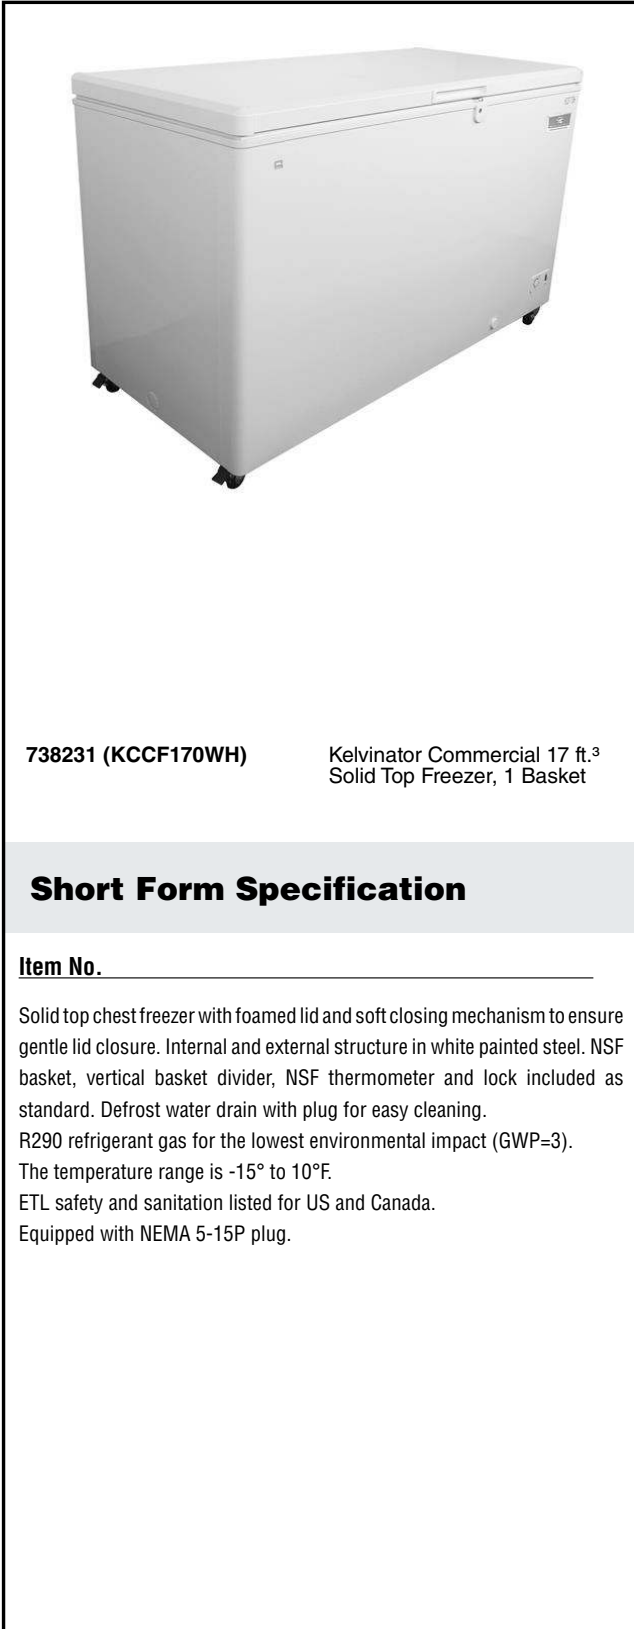 738231 (KCCF170WH)
Kelvinator Commercial 17 ft.³
Solid Top Freezer, 1 Basket
Short Form Specification
Item No.
Solid top chest freezer with foamed lid and soft closing mechanism to ensure
gentle lid closure. Internal and external structure in white painted steel. NSF
basket, vertical basket divider, NSF thermometer and lock included as
standard. Defrost water drain with plug for easy cleaning.
R290 refrigerant gas for the lowest environmental impact (GWP=3).
The temperature range is -15° to 10°F.
ETL safety and sanitation listed for US and Canada.
Equipped with NEMA 5-15P plug.